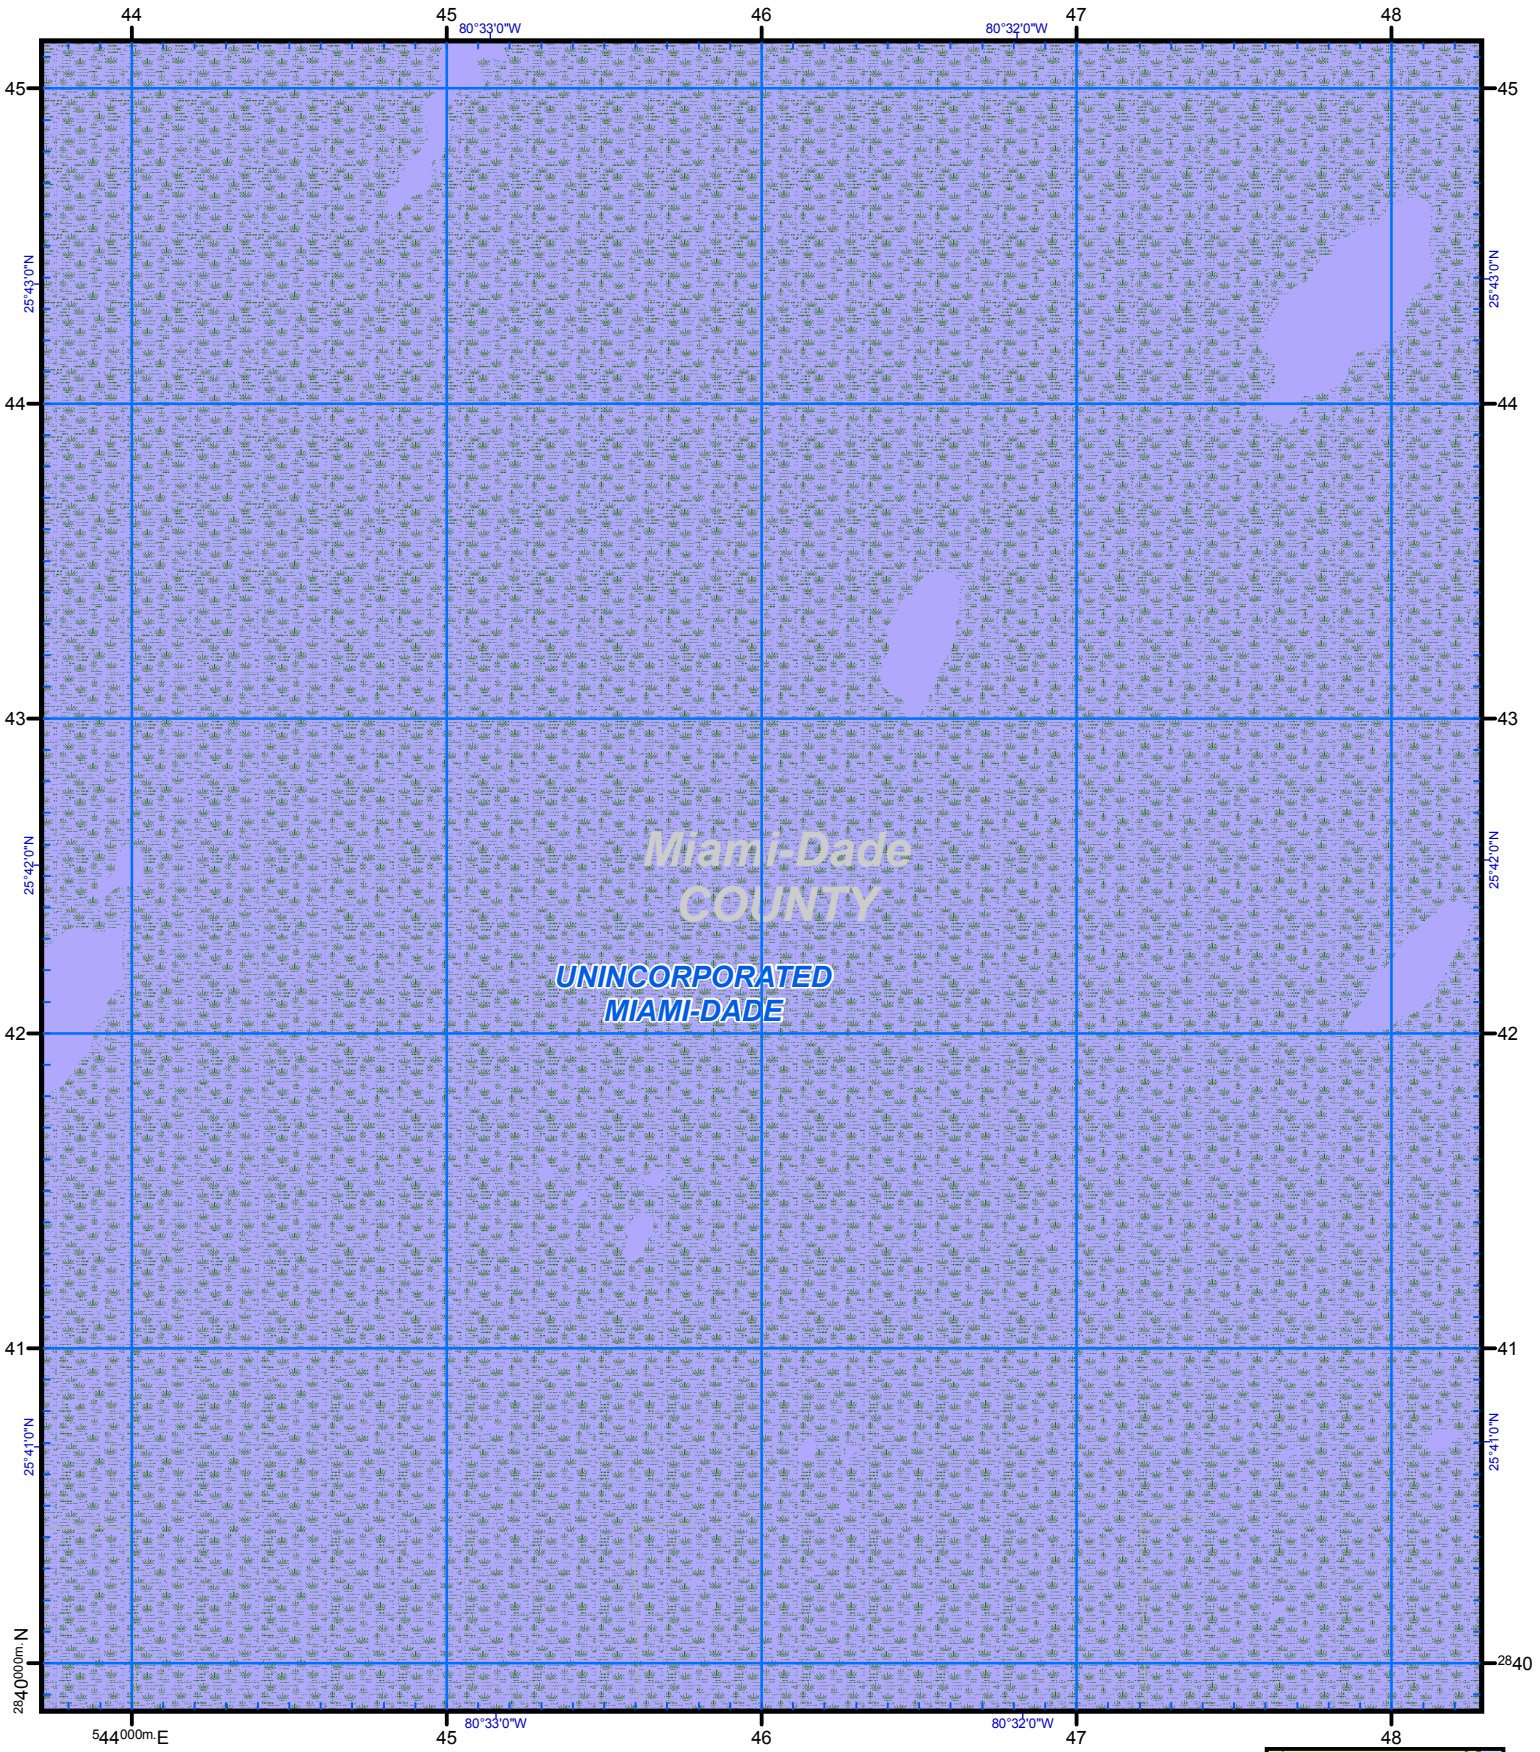 44 45 46 47 48
80°33'0"W 80°32'0"W
45 45
25°43'0"N 25°43'0"N
44 44
43 43
Miami-Dade
25°42'0"N 25°42'0"N
COUNTY
UNINCORPORATED
MIAMI-DADE
42 42
41 41
25°41'0"N 25°41'0"N
2840000m.N 2840
80°33'0"W 80°32'0"W
544000m.E 45 46 47 48